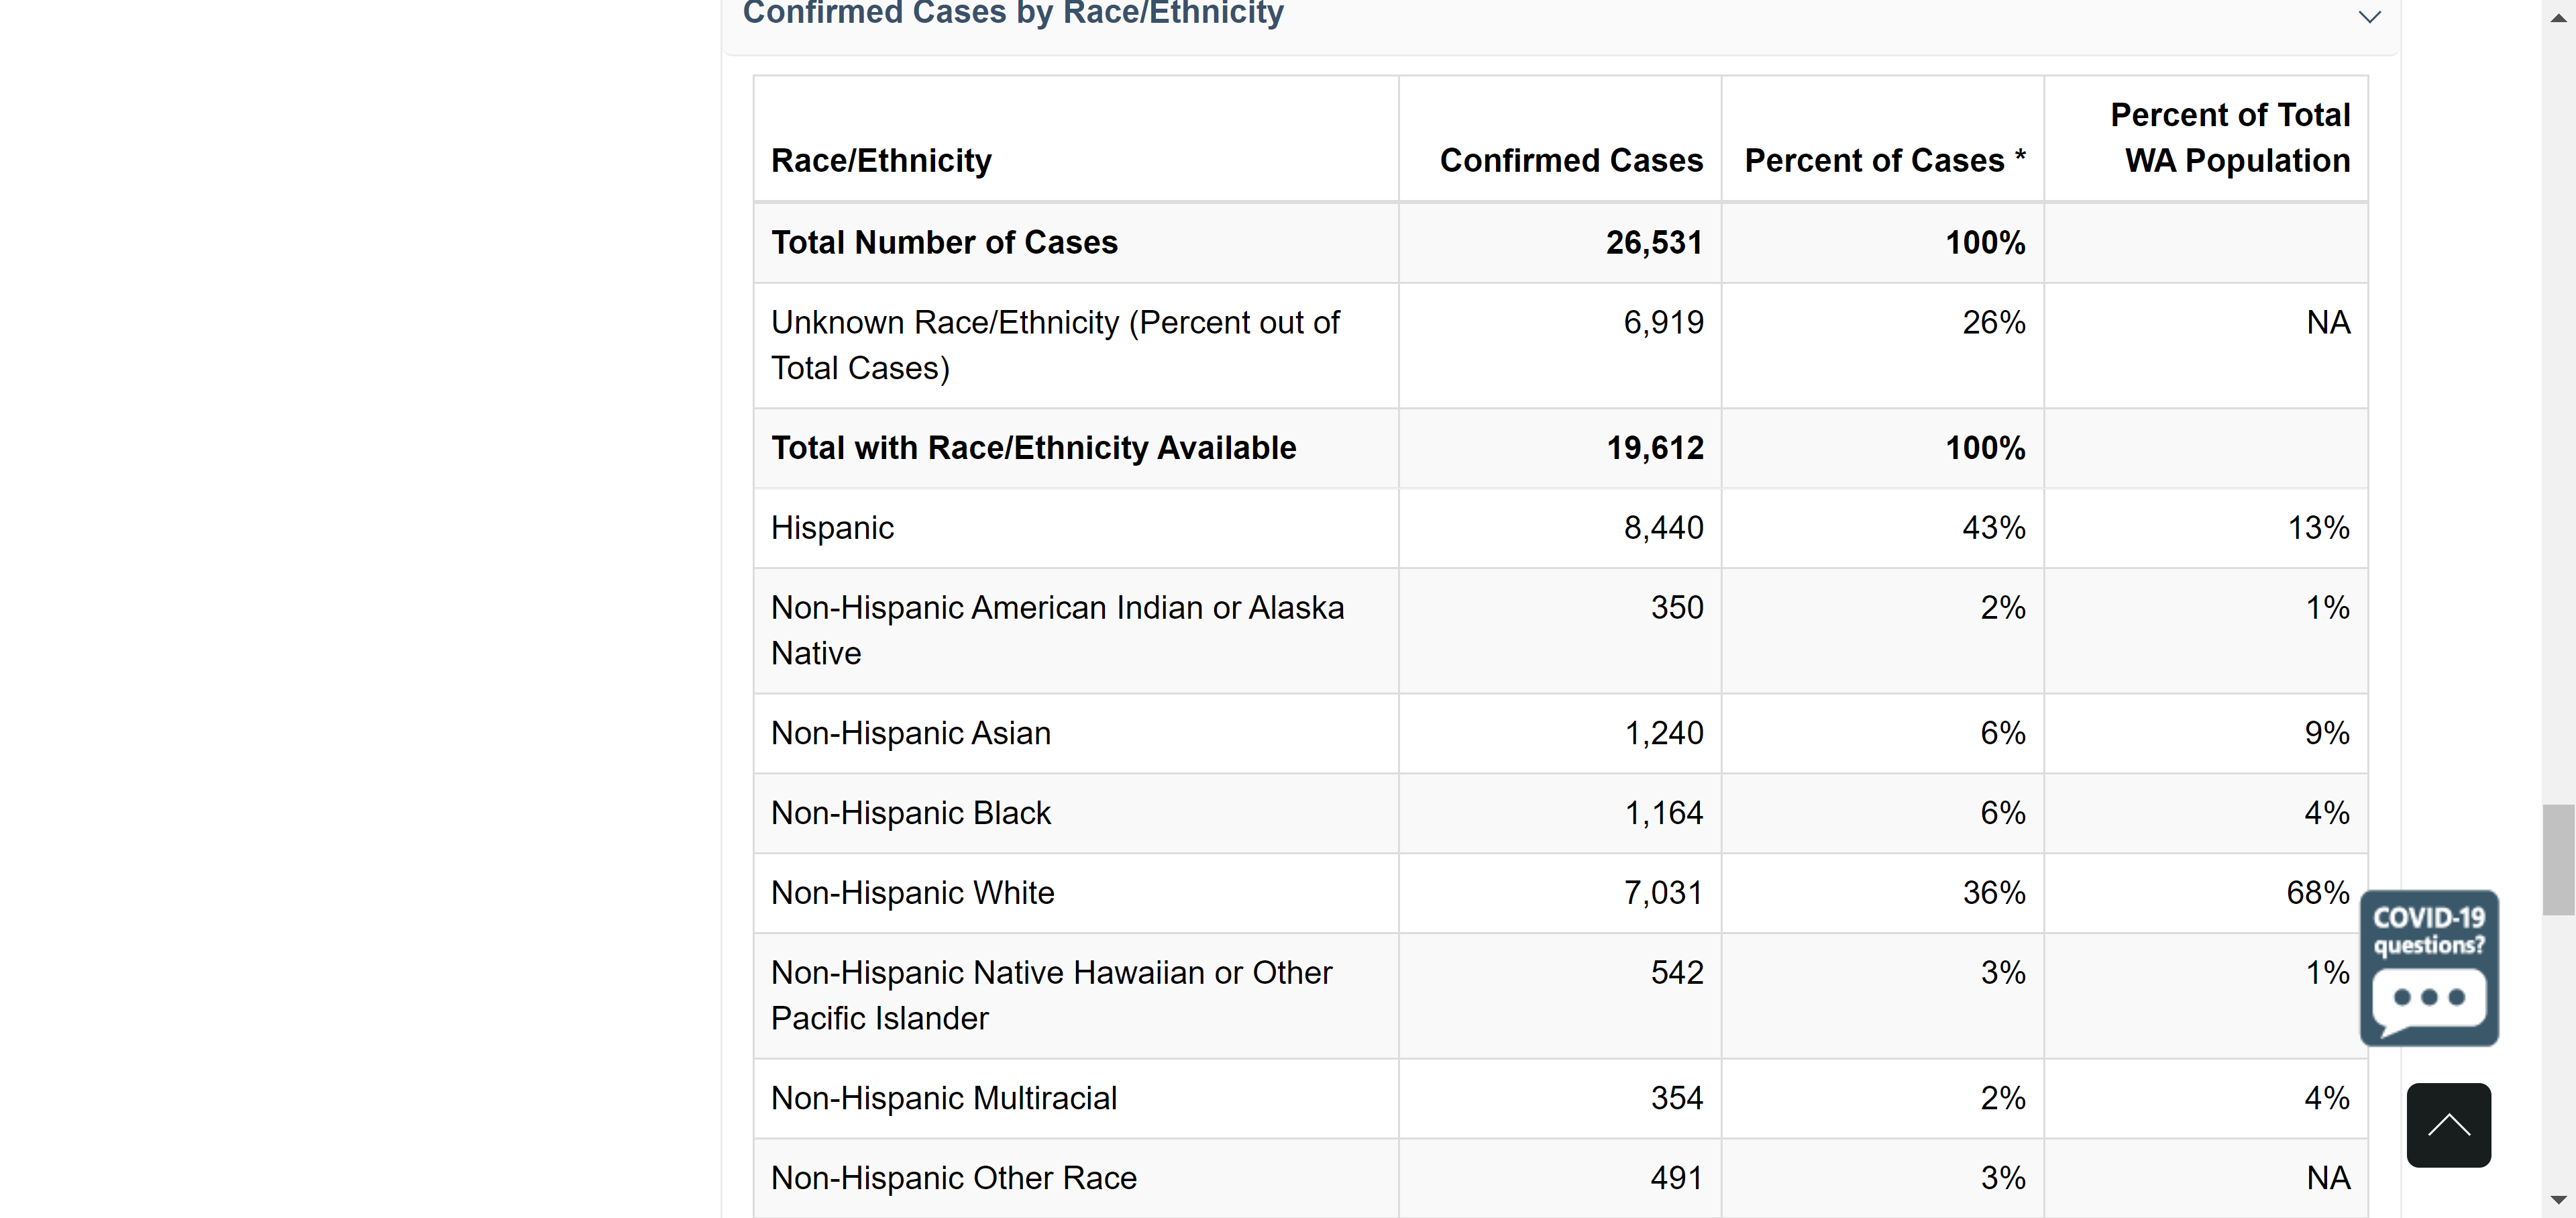 Confirmed Cases by Race/Ethnicity
Race/Ethnicity Confirmed Cases Percent of Cases * Percent of Total
WA Population
Total Number of Cases 26,531 100%
Unknown Race/Ethnicity (Percent out of 6,919 26% NA
Total Cases)
Total with Race/Ethnicity Available 19,612 100%
Hispanic 8,440 43% 13%
Non-Hispanic American Indian or Alaska 350 2% 1%
Native
Non-Hispanic Asian 1,240 6% 9%
Non-Hispanic Black 1,164 6% 4%
Non-Hispanic White 7,031 36% 68%
Non-Hispanic Native Hawaiian or Other 542 3% 1%
Pacific Islander
Non-Hispanic Multiracial 354 2% 4%
Non-Hispanic Other Race 491 3% NA
COVID-19
questions?